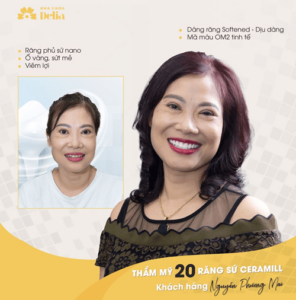 NHA KHOA
Delia
Răng phủ sứ nano
Ố vàng, sứt mẻ
Viêm lợi
Dáng răng Softened - Dịu dàng
Mã màu OM2 tinh tế
THẨM MỸ 20 RĂNG SỨ CERAMILL
Khách hàng Nguyễn Phương Mai